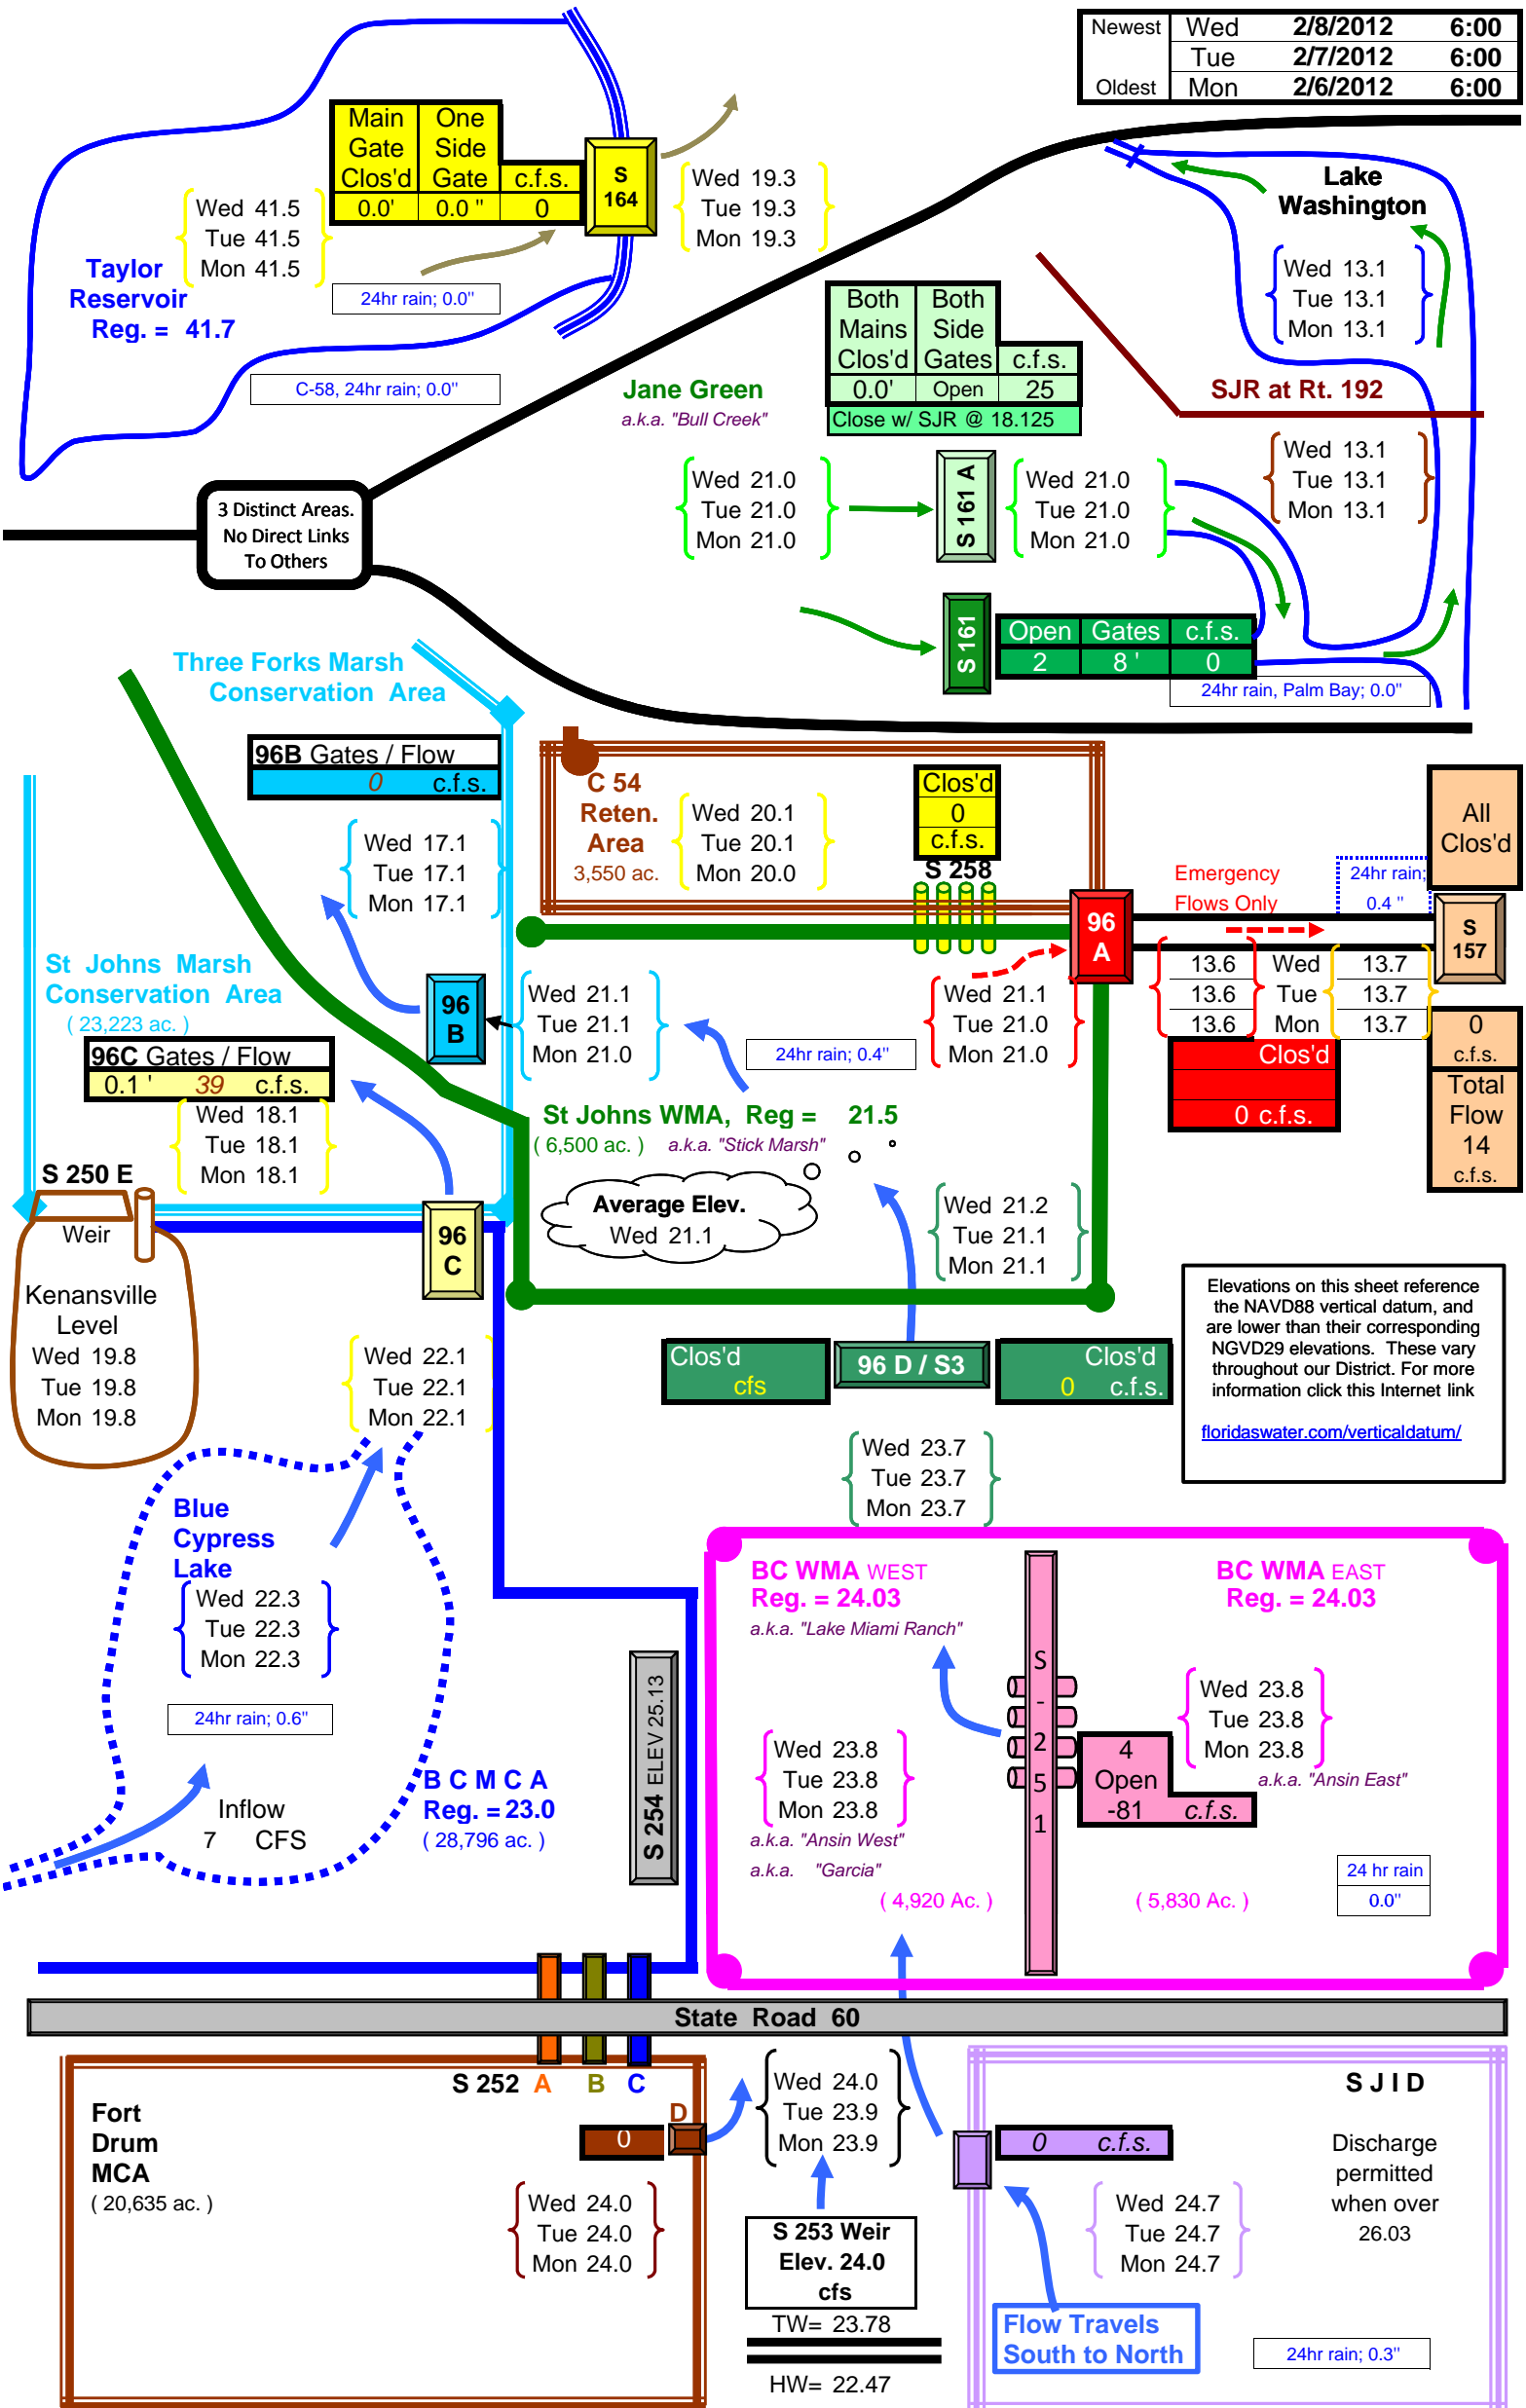 Newest Wed 2/8/2012 6:00
Tue 2/7/2012 6:00
Oldest Mon 2/6/2012 6:00
Main Gate Clos'd
One Side Gate
c.f.s.
0.0' 0.0 " 0
S 164
Wed 41.5
Tue 41.5
Mon 41.5
Wed 19.3
Tue 19.3
Mon 19.3
Taylor
Reservoir
Reg. = 41.7
24hr rain; 0.0"
C-58, 24hr rain; 0.0"
Lake
Washington
Wed 13.1
Tue 13.1
Mon 13.1
Both Mains Clos'd
Both Side Gates
c.f.s.
0.0' Open 25
Close w/ SJR @ 18.125
Jane Green
a.k.a. "Bull Creek"
SJR at Rt. 192
Wed 13.1
Tue 13.1
Mon 13.1
Wed 21.0
Tue 21.0
Mon 21.0
S 161 A
Wed 21.0
Tue 21.0
Mon 21.0
3 Distinct Areas.
No Direct Links
To Others
S 161
Open Gates c.f.s.
2 8 ' 0
24hr rain, Palm Bay; 0.0"
Three Forks Marsh
Conservation Area
96B Gates / Flow
0 c.f.s.
Wed 17.1
Tue 17.1
Mon 17.1
C 54
Reten.
Area
3,550 ac.
Wed 20.1
Tue 20.1
Mon 20.0
Clos'd
0
c.f.s.
S 258
All
Clos'd
Emergency
Flows Only
24hr rain;
0.4 "
96
A
S
157
13.6 Wed 13.7
13.6 Tue 13.7
13.6 Mon 13.7
St Johns Marsh
Conservation Area
( 23,223 ac. )
96
B
Wed 21.1
Tue 21.1
Mon 21.0
24hr rain; 0.4"
Wed 21.1
Tue 21.0
Mon 21.0
Clos'd
0 c.f.s.
0
c.f.s.
Total
Flow
14
c.f.s.
96C Gates / Flow
0.1 ' 39 c.f.s.
Wed 18.1
Tue 18.1
Mon 18.1
St Johns WMA, Reg = 21.5
( 6,500 ac. ) a.k.a. "Stick Marsh"
Average Elev.
Wed 21.1
Wed 21.2
Tue 21.1
Mon 21.1
S 250 E
Weir
96
C
Kenansville
Level
Wed 19.8
Tue 19.8
Mon 19.8
Wed 22.1
Tue 22.1
Mon 22.1
Clos'd
cfs
96 D / S3
Clos'd
0 c.f.s.
Elevations on this sheet reference
the NAVD88 vertical datum, and
are lower than their corresponding
NGVD29 elevations. These vary
throughout our District. For more
information click this Internet link
floridaswater.com/verticaldatum/
Wed 23.7
Tue 23.7
Mon 23.7
Blue
Cypress
Lake
Wed 22.3
Tue 22.3
Mon 22.3
24hr rain; 0.6"
Inflow
7 CFS
B C M C A
Reg. = 23.0
( 28,796 ac. )
S 254 ELEV 25.13
BC WMA WEST
Reg. = 24.03
a.k.a. "Lake Miami Ranch"
BC WMA EAST
Reg. = 24.03
S
-
2
5
1
Wed 23.8
Tue 23.8
Mon 23.8
a.k.a. "Ansin West"
a.k.a. "Garcia"
( 4,920 Ac. )
Wed 23.8
Tue 23.8
Mon 23.8
a.k.a. "Ansin East"
4
Open
-81 c.f.s.
( 5,830 Ac. )
24 hr rain
0.0"
State Road 60
S 252 A B C
D
0
Fort
Drum
MCA
( 20,635 ac. )
Wed 24.0
Tue 24.0
Mon 24.0
Wed 24.0
Tue 23.9
Mon 23.9
S 253 Weir
Elev. 24.0
cfs
TW= 23.78
HW= 22.47
S J I D
0 c.f.s.
Discharge
permitted
when over
26.03
Wed 24.7
Tue 24.7
Mon 24.7
Flow Travels
South to North
24hr rain; 0.3"